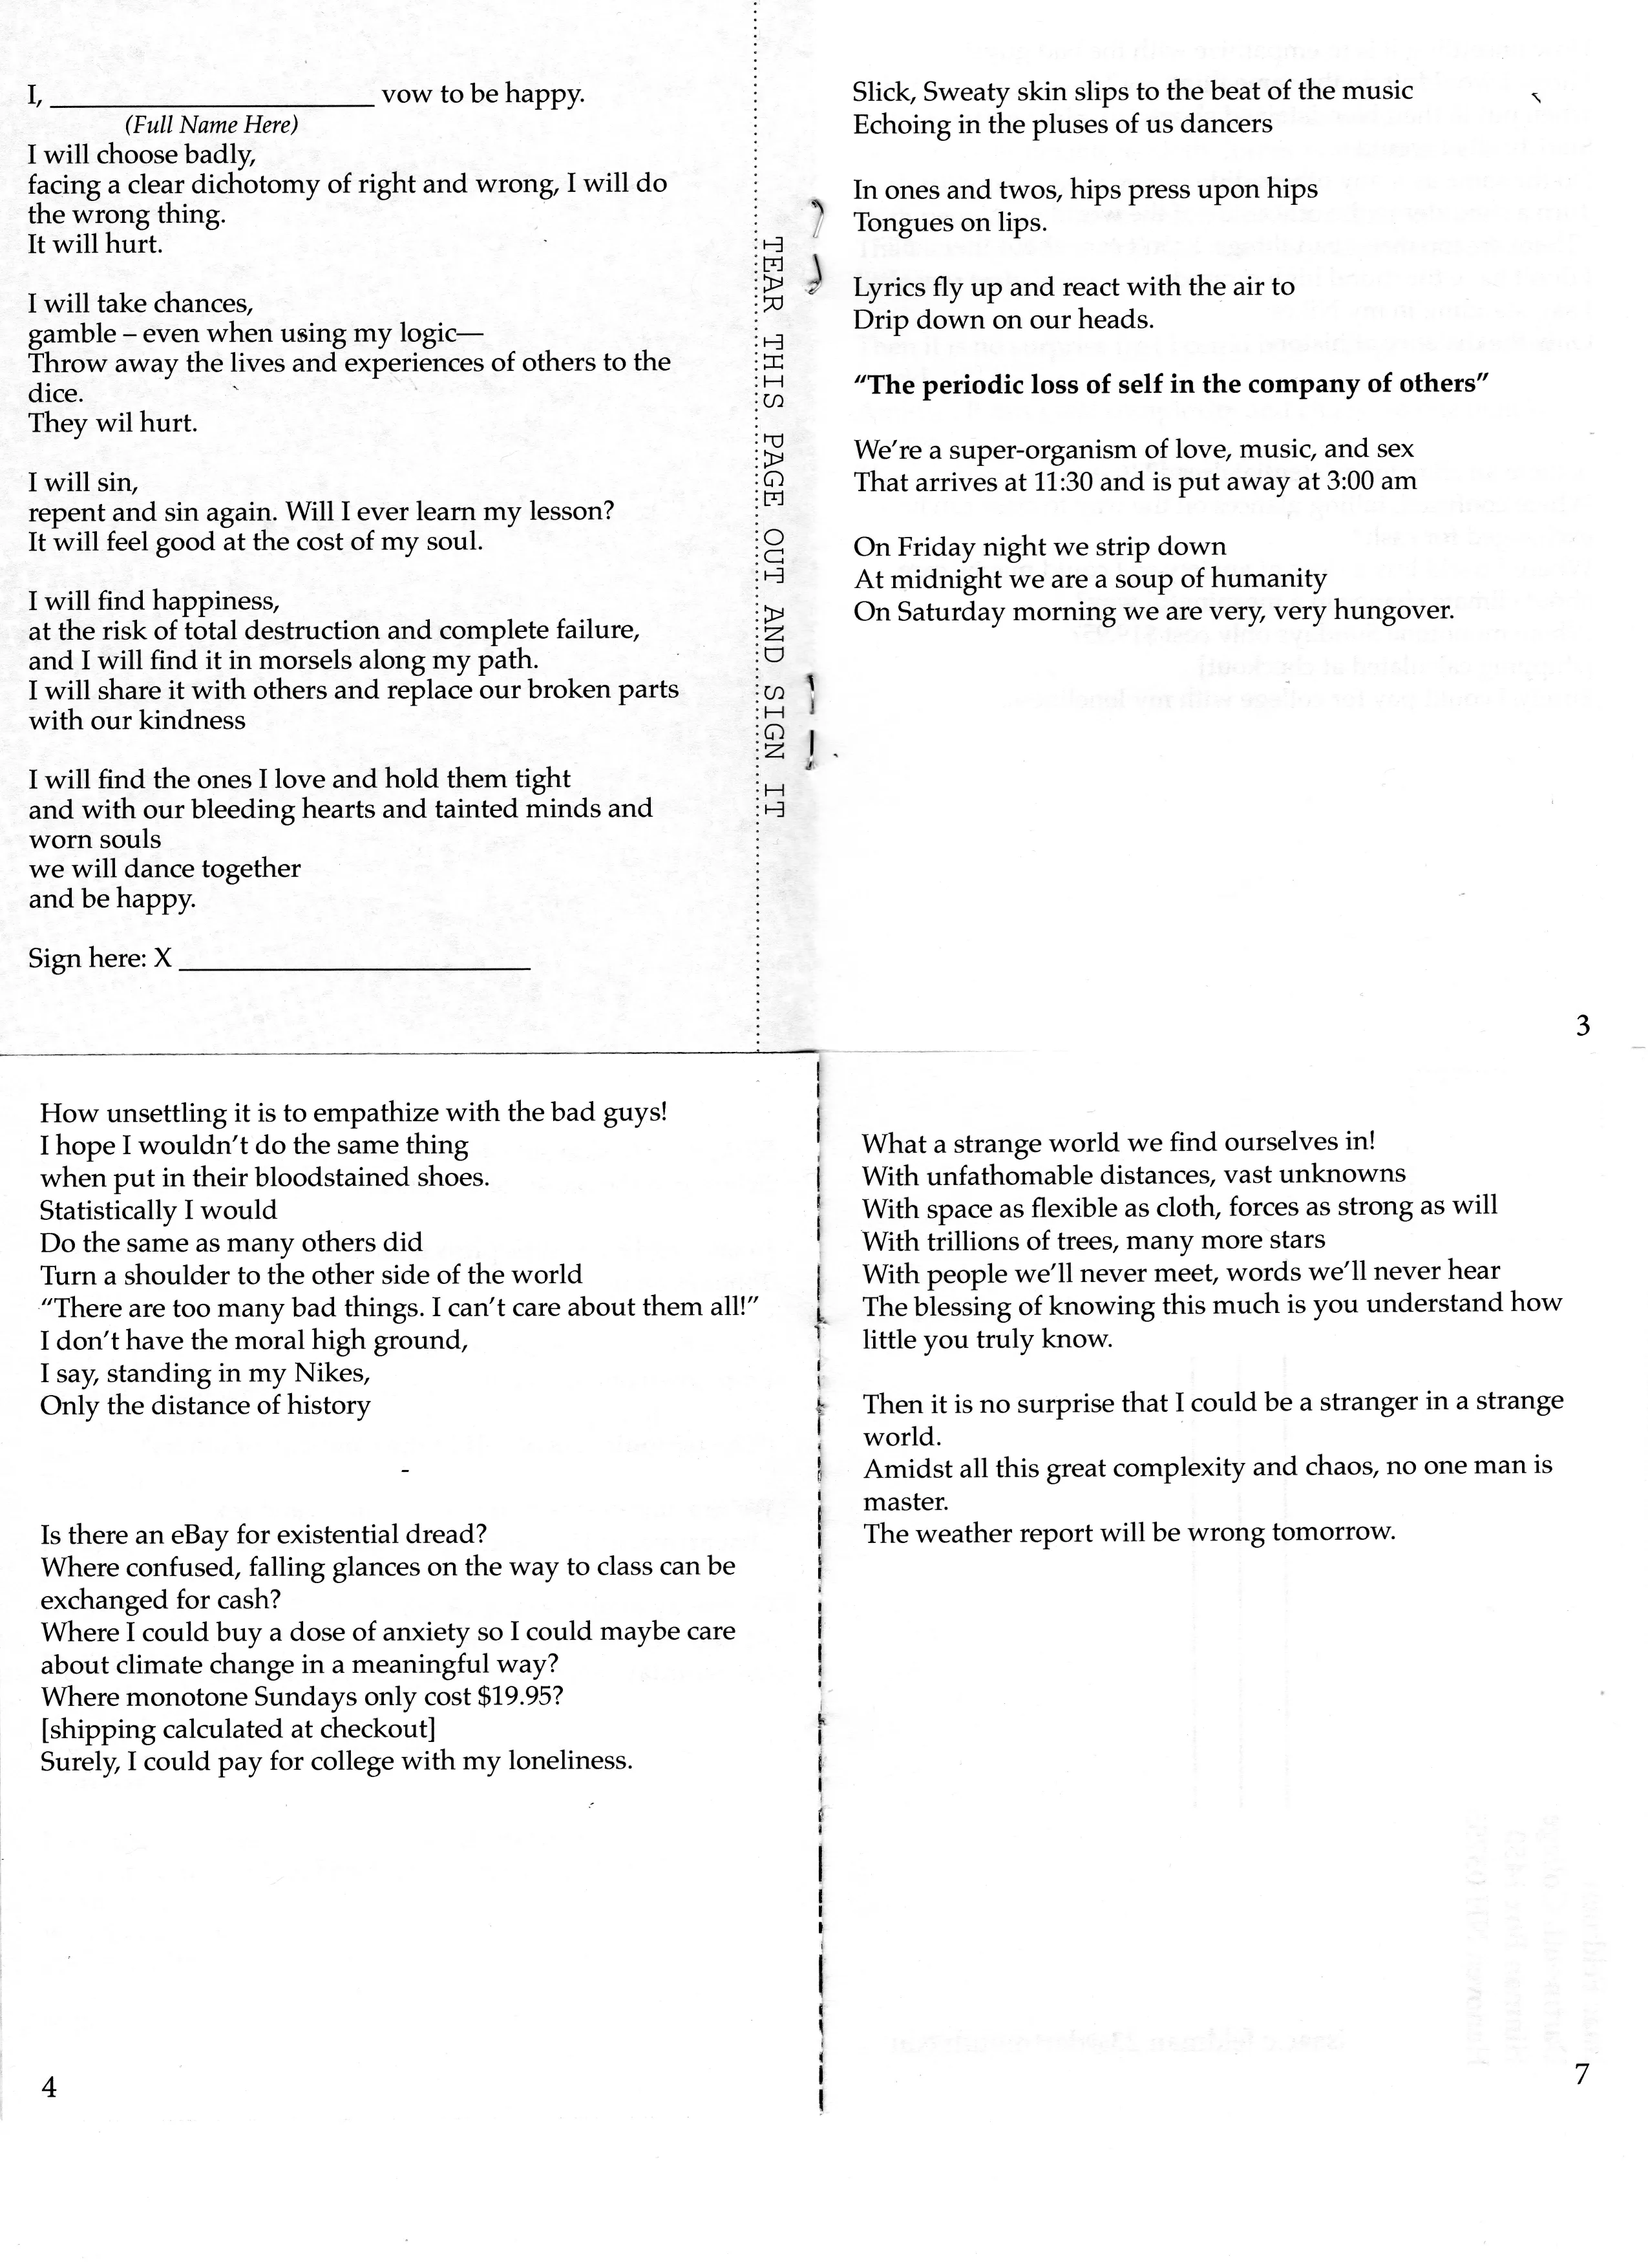 I, ______________________ vow to be happy.
(Full Name Here)
I will choose badly,
facing a clear dichotomy of right and wrong, I will do
the wrong thing.
It will hurt.
I will take chances,
gamble – even when using my logic—
Throw away the lives and experiences of others to the
dice.
They wil hurt.
I will sin,
repent and sin again. Will I ever learn my lesson?
It will feel good at the cost of my soul.
I will find happiness,
at the risk of total destruction and complete failure,
and I will find it in morsels along my path.
I will share it with others and replace our broken parts
with our kindness
I will find the ones I love and hold them tight
and with our bleeding hearts and tainted minds and
worn souls
we will dance together
and be happy.
Sign here: X ________________________
TEAR THIS PAGE OUT AND SIGN IT
Slick, Sweaty skin slips to the beat of the music
Echoing in the pluses of us dancers
In ones and twos, hips press upon hips
Tongues on lips.
Lyrics fly up and react with the air to
Drip down on our heads.
“The periodic loss of self in the company of others”
We’re a super-organism of love, music, and sex
That arrives at 11:30 and is put away at 3:00 am
On Friday night we strip down
At midnight we are a soup of humanity
On Saturday morning we are very, very hungover.
3
How unsettling it is to empathize with the bad guys!
I hope I wouldn’t do the same thing
when put in their bloodstained shoes.
Statistically I would
Do the same as many others did
Turn a shoulder to the other side of the world
“There are too many bad things. I can’t care about them all!”
I don’t have the moral high ground,
I say, standing in my Nikes,
Only the distance of history
-
Is there an eBay for existential dread?
Where confused, falling glances on the way to class can be
exchanged for cash?
Where I could buy a dose of anxiety so I could maybe care
about climate change in a meaningful way?
Where monotone Sundays only cost $19.95?
[shipping calculated at checkout]
Surely, I could pay for college with my loneliness.
4
What a strange world we find ourselves in!
With unfathomable distances, vast unknowns
With space as flexible as cloth, forces as strong as will
With trillions of trees, many more stars
With people we’ll never meet, words we’ll never hear
The blessing of knowing this much is you understand how
little you truly know.
Then it is no surprise that I could be a stranger in a strange
world.
Amidst all this great complexity and chaos, no one man is
master.
The weather report will be wrong tomorrow.
7